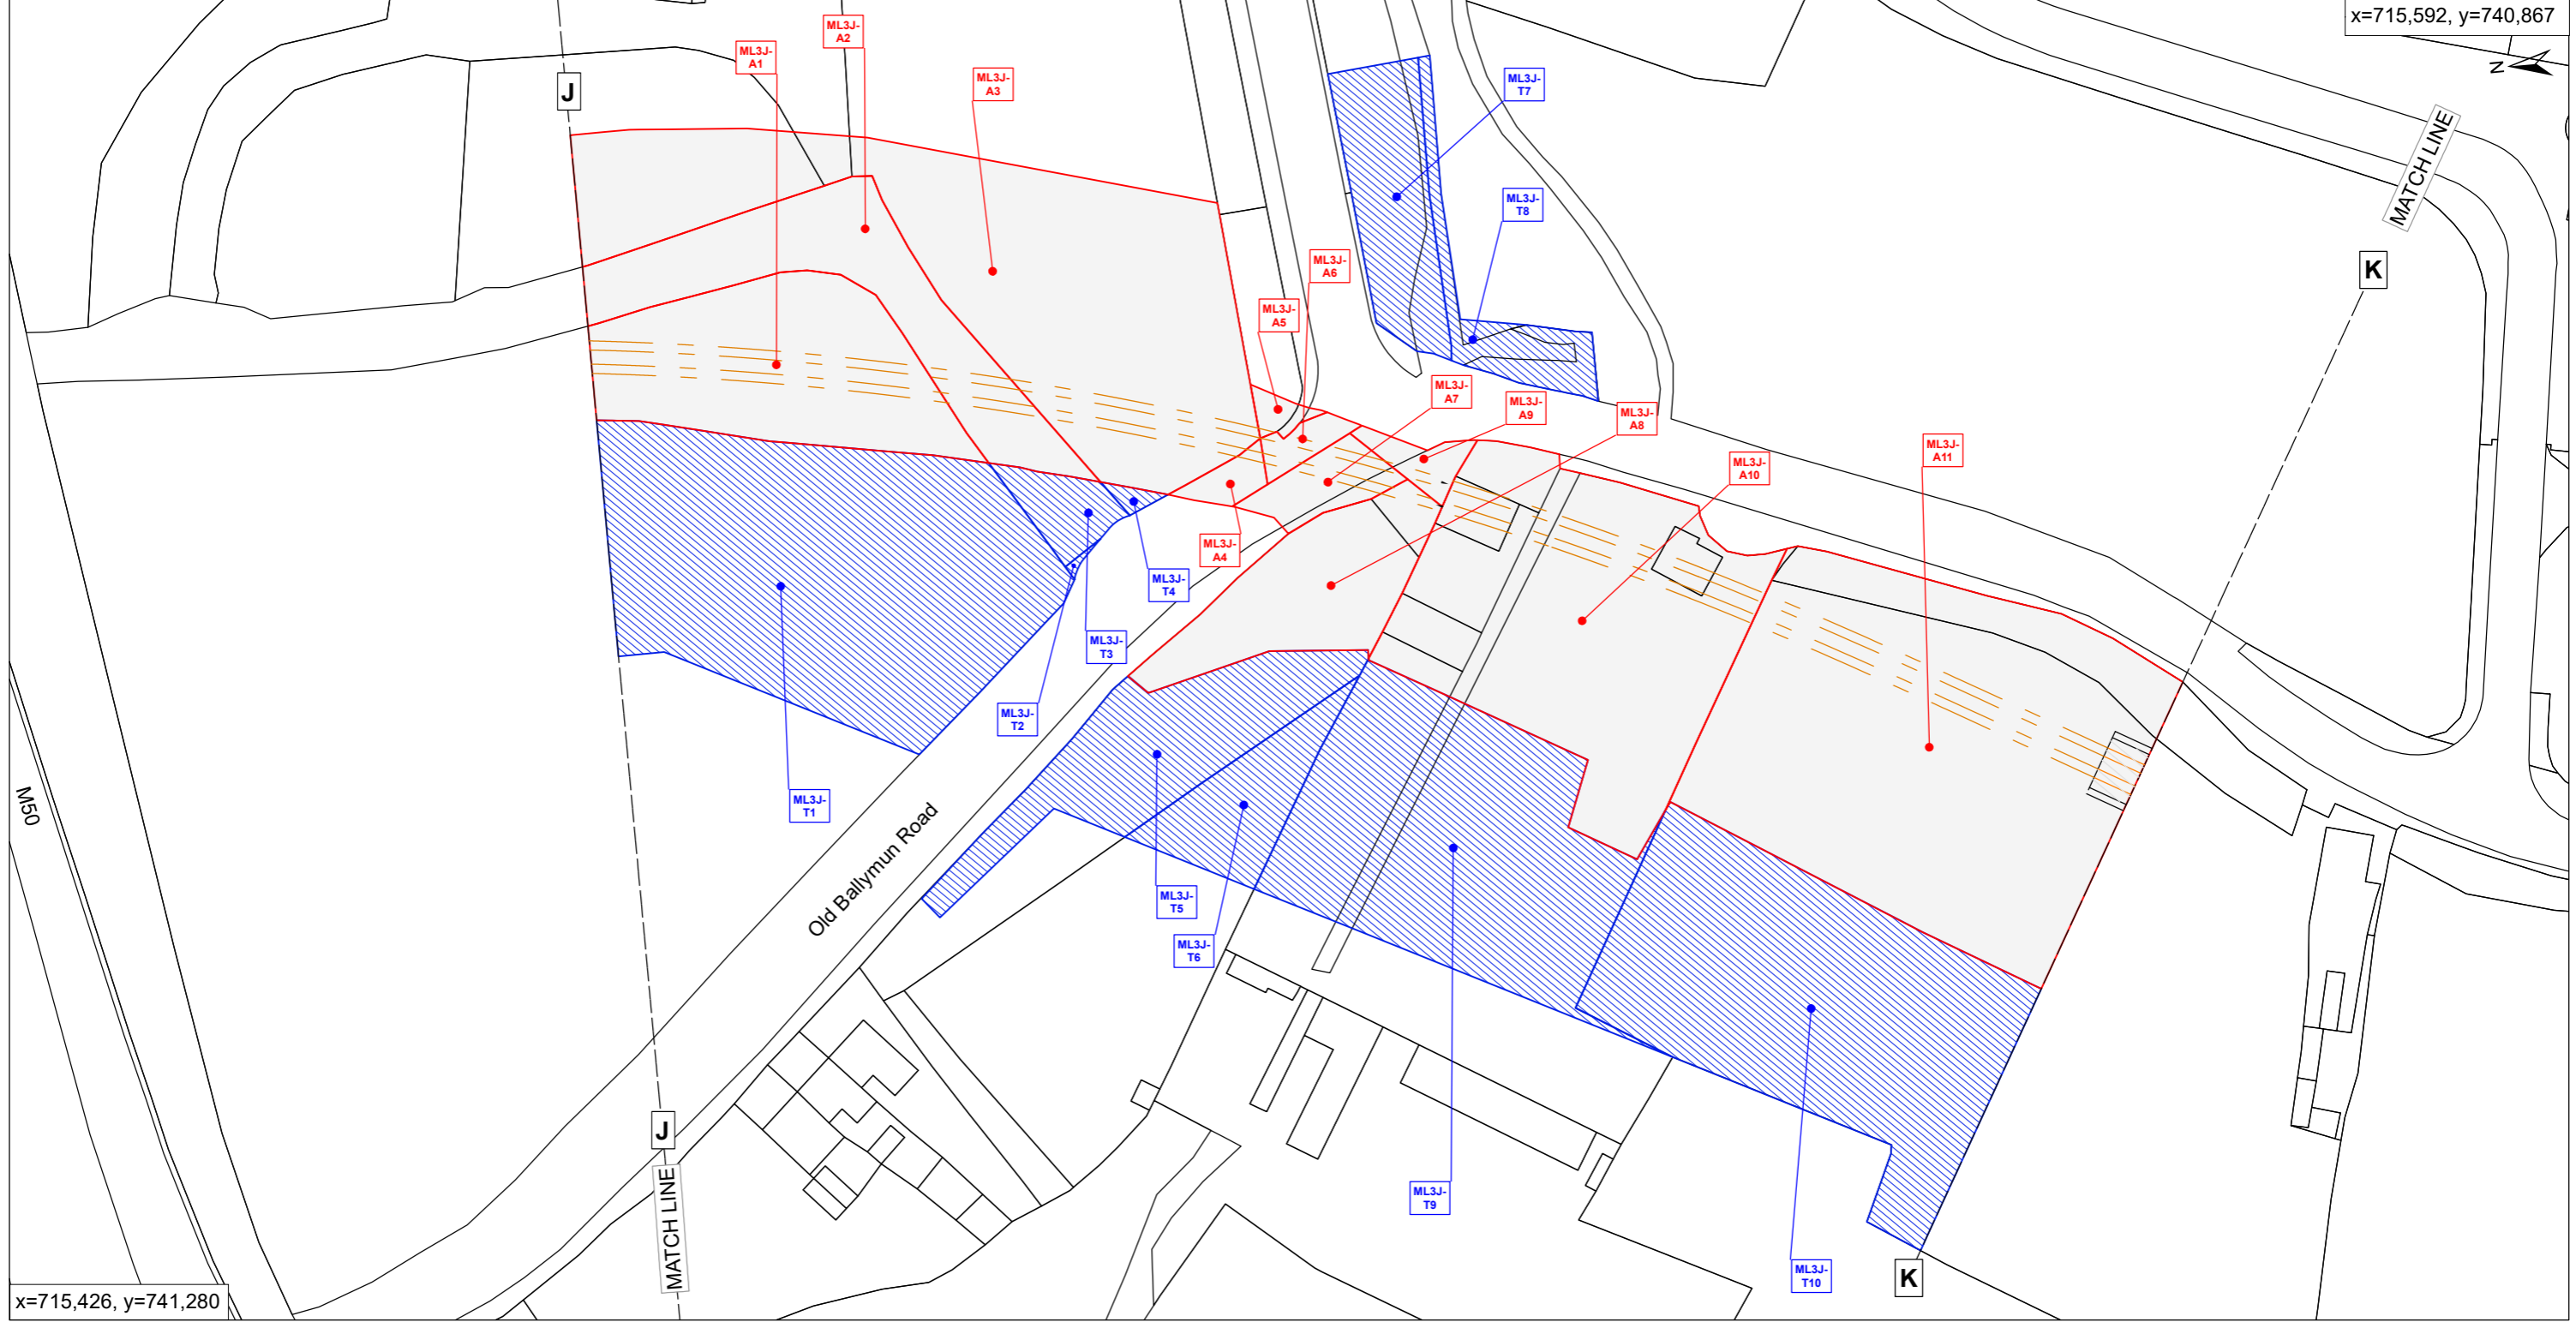 x=715,592, y=740,867
N
ML3J-
A2
ML3J-
A1
ML3J-
A3
J
ML3J-
T7
MATCH LINE
ML3J-
T8
K
ML3J-
A6
ML3J-
A5
ML3J-
A7
ML3J-
A9
ML3J-
A8
ML3J-
A10
ML3J-
A11
ML3J-
A4
ML3J-
T4
ML3J-
T3
ML3J-
T2
ML3J-
T1
M50
Old Ballymun Road
ML3J-
T5
ML3J-
T6
J
MATCH LINE
ML3J-
T9
ML3J-
T10
K
x=715,426, y=741,280